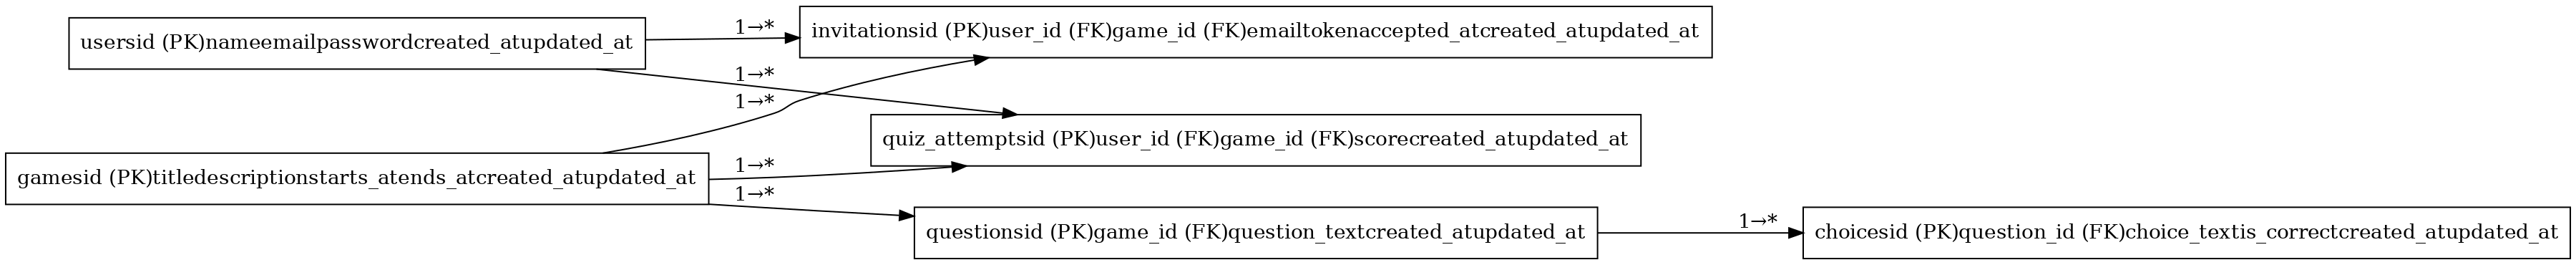 usersid (PK)nameemailpasswordcreated_atupdated_at
1→*
invitationsid (PK)user_id (FK)game_id (FK)emailtokenaccepted_atcreated_atupdated_at
1→*
1→*
quiz_attemptsid (PK)user_id (FK)game_id (FK)scorecreated_atupdated_at
gamesid (PK)titledescriptionstarts_atends_atcreated_atupdated_at
1→*
1→*
questionsid (PK)game_id (FK)question_textcreated_atupdated_at
1→*
choicesid (PK)question_id (FK)choice_textis_correctcreated_atupdated_at